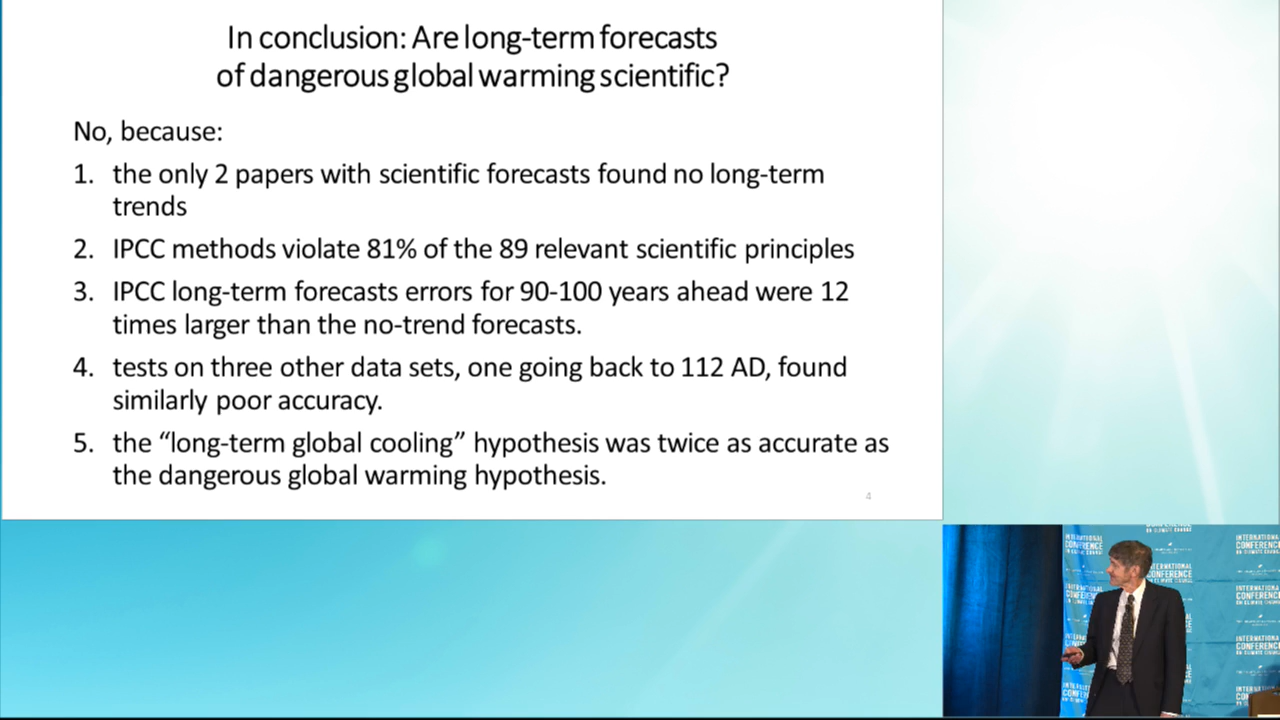 In conclusion: Are long-term forecasts
of dangerous global warming scientific?
No, because:
1. the only 2 papers with scientific forecasts found no long-term
trends
2. IPCC methods violate 81% of the 89 relevant scientific principles
3. IPCC long-term forecasts errors for 90-100 years ahead were 12
times larger than the no-trend forecasts.
4. tests on three other data sets, one going back to 112 AD, found
similarly poor accuracy.
5. the “long-term global cooling” hypothesis was twice as accurate as
the dangerous global warming hypothesis.
4
INTERNATIONAL
CONFERENCE
ON CLIMATE CHANGE
INTERNATIONAL
CONFERENCE
ON CLIMATE CHANGE